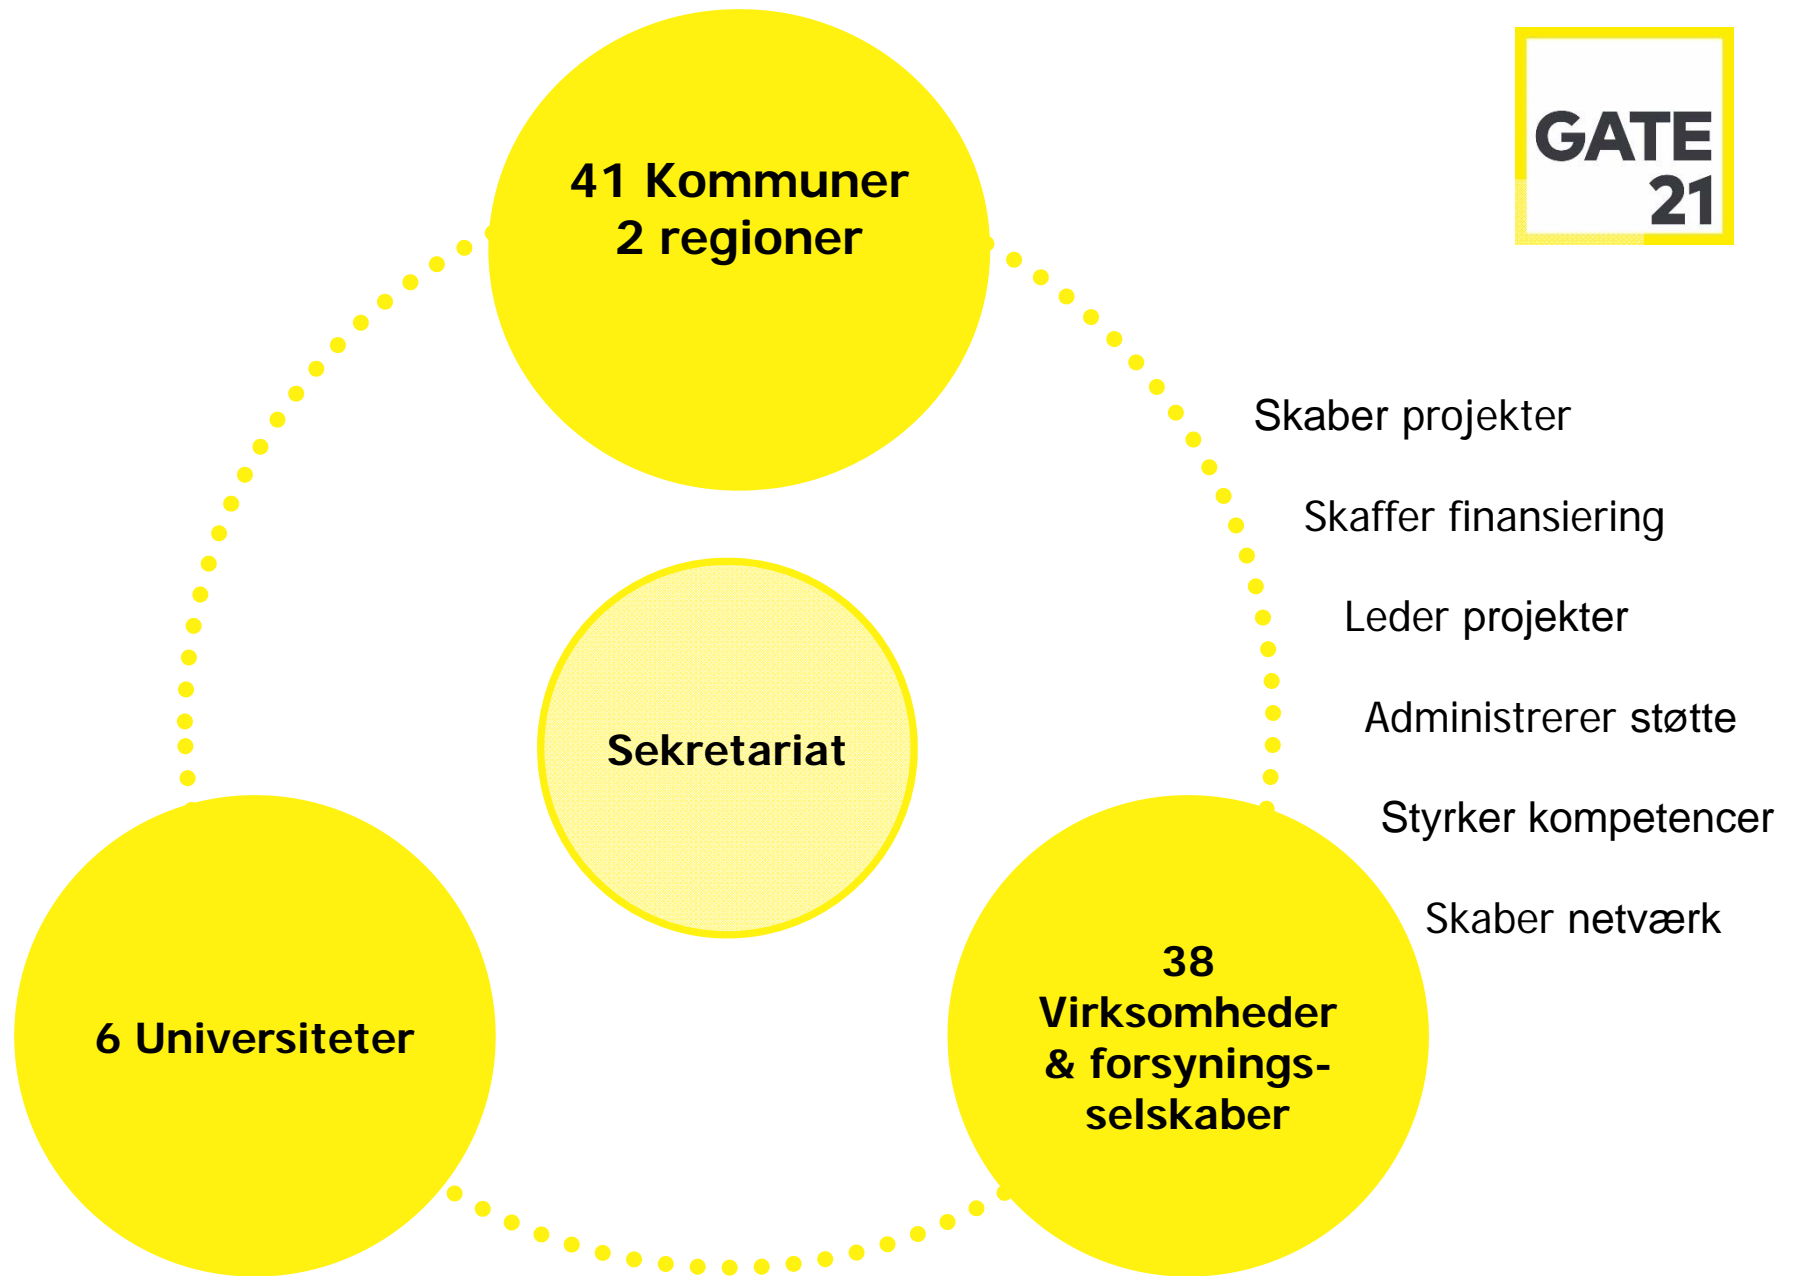 41 Kommuner
2 regioner
GATE
21
Skaber projekter
Skaffer finansiering
Leder projekter
Administrerer støtte
Styrker kompetencer
Skaber netværk
Sekretariat
6 Universiteter
38
Virksomheder
& forsynings-
selskaber